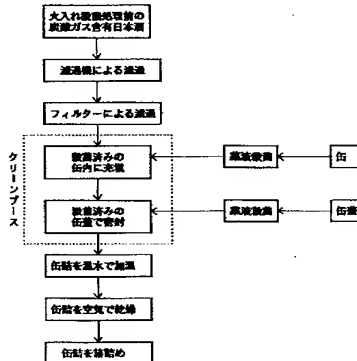 火入れ殺菌処理前の
炭酸ガス含有日本酒
濾過機による濾過
フィルターによる濾過
クリーンブース
殺菌済みの
缶内に充填
蒸液殺菌
缶
殺菌済みの
缶蓋で密封
蒸液殺菌
缶蓋
缶詰を温水で加温
缶詰を空気で乾燥
缶詰を箱詰め